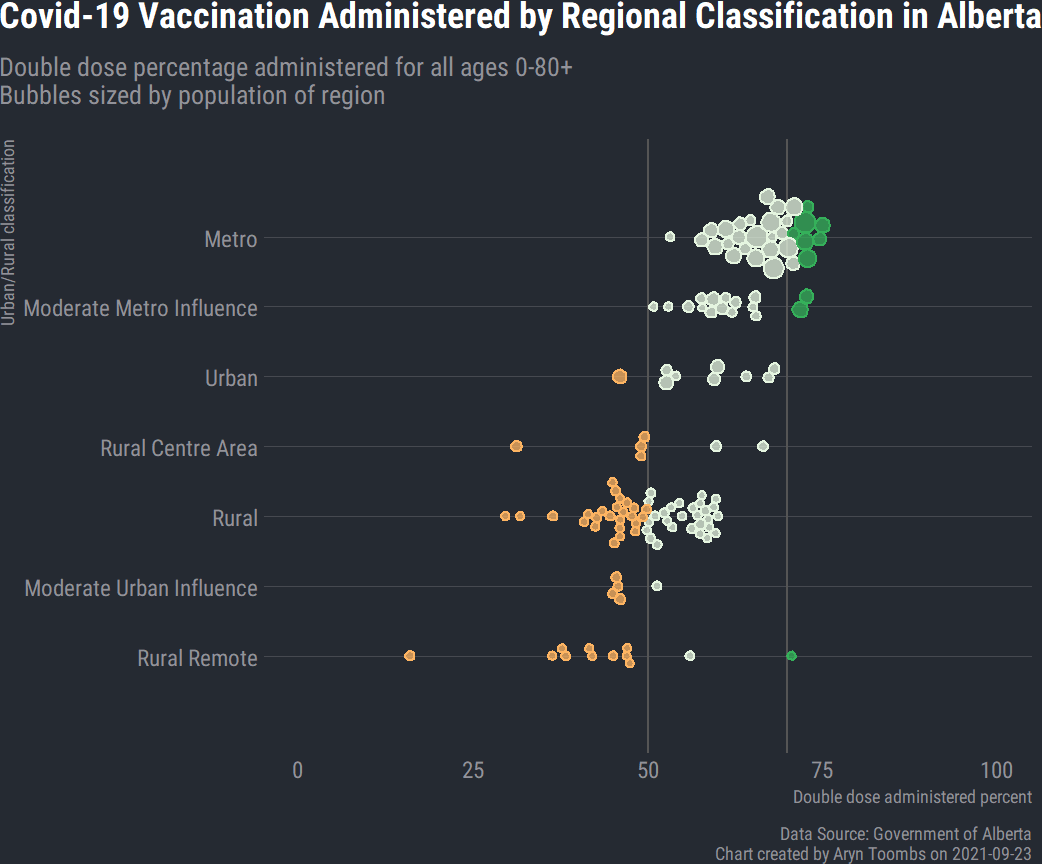 Covid-19 Vaccination Administered by Regional Classification in Alberta
Double dose percentage administered for all ages 0-80+
Bubbles sized by population of region
Urban/Rural classification
Metro
Moderate Metro Influence
Urban
Rural Centre Area
Rural
Moderate Urban Influence
Rural Remote
0 25 50 75 100
Double dose administered percent
Data Source: Government of Alberta
Chart created by Aryn Toombs on 2021-09-23